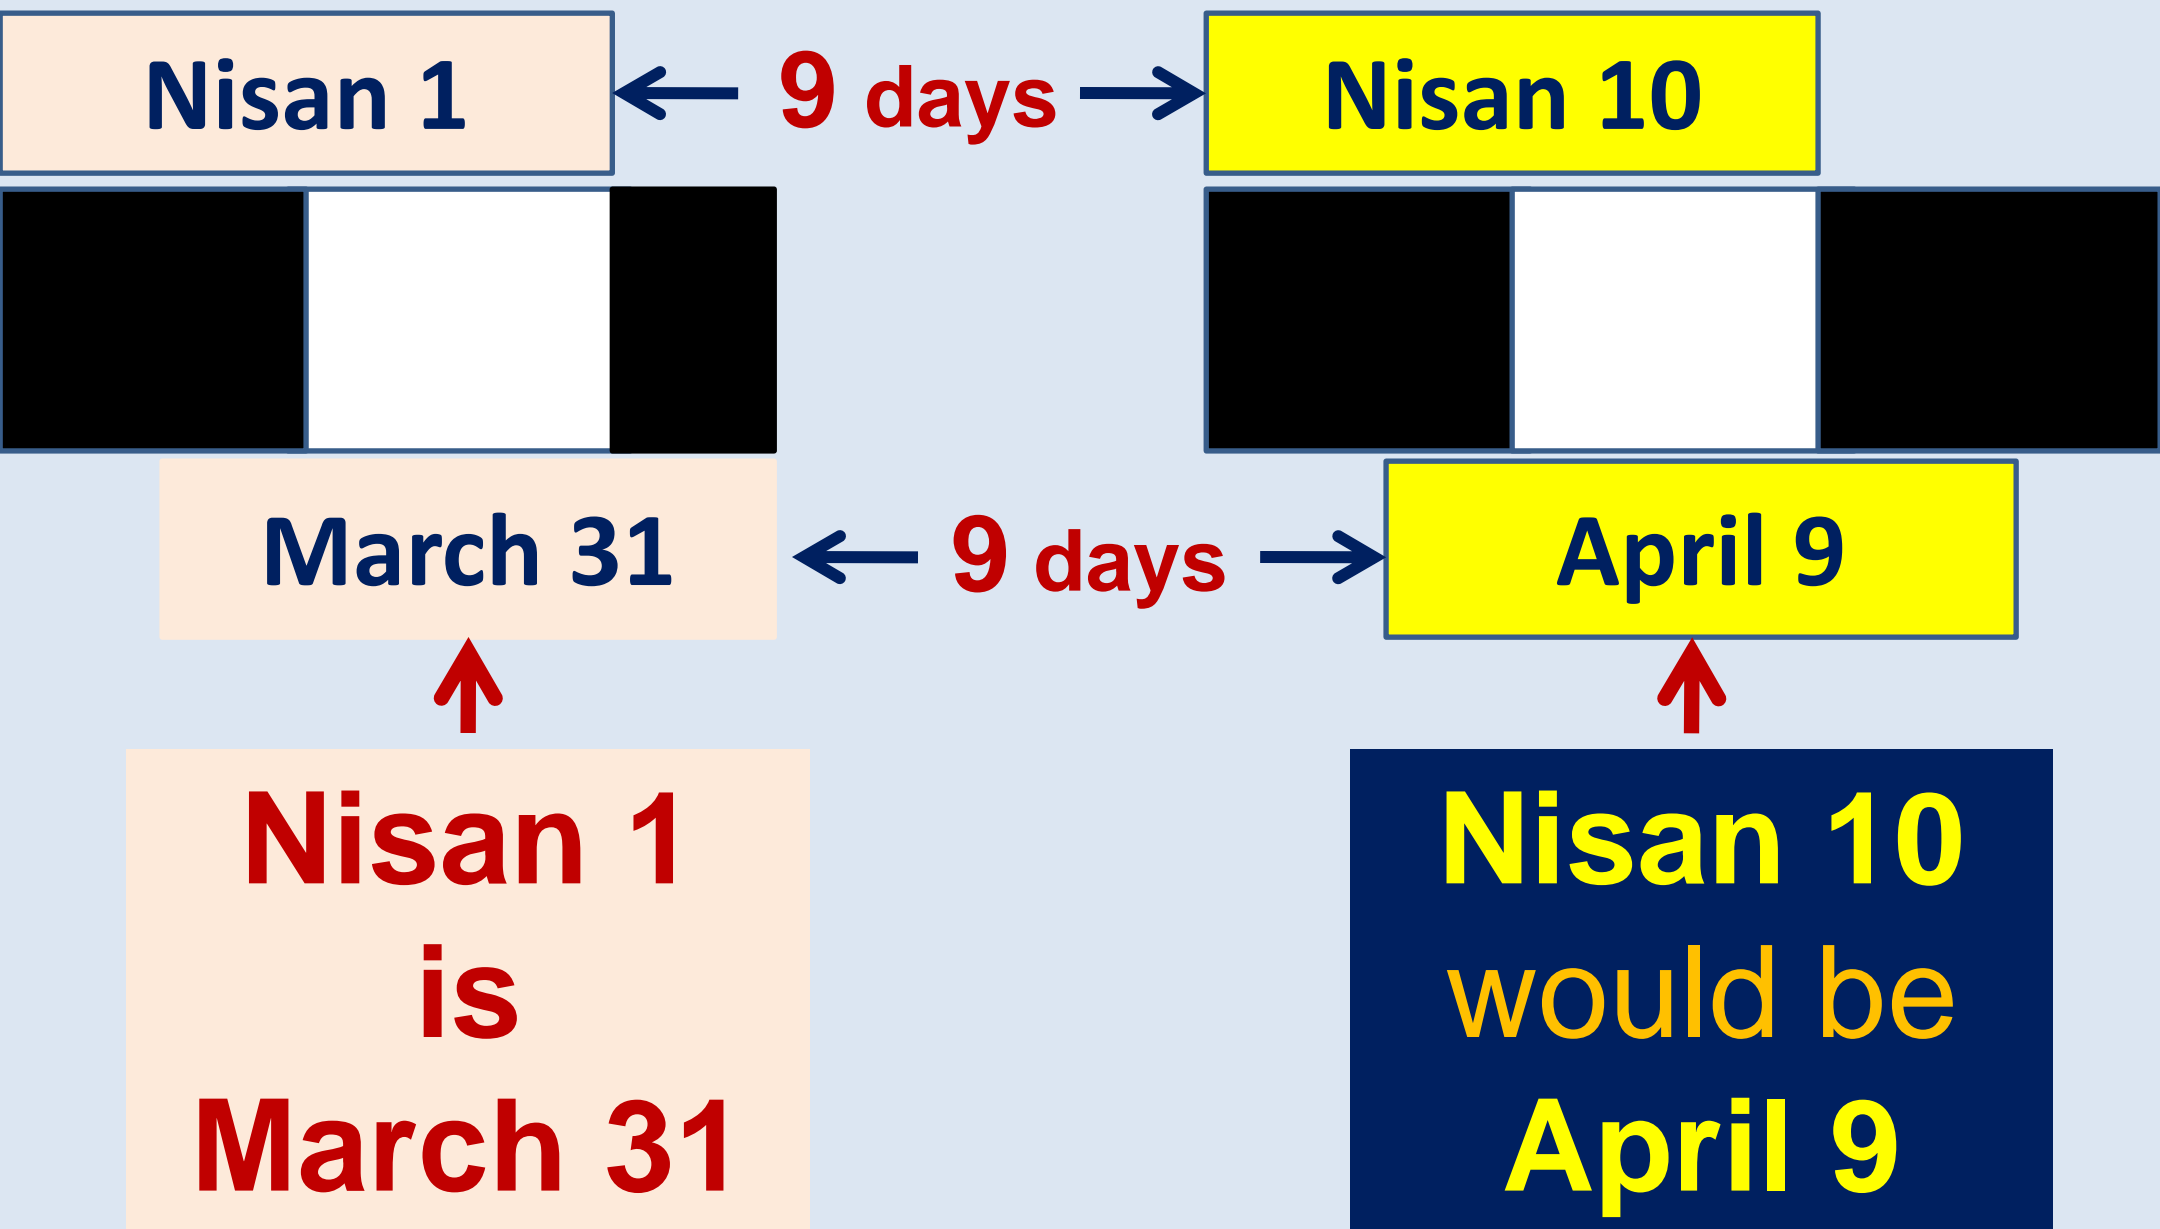 Nisan 1 9 days Nisan 10
March 31 9 days April 9
Nisan 1
is
March 31
Nisan 10
would be
April 9